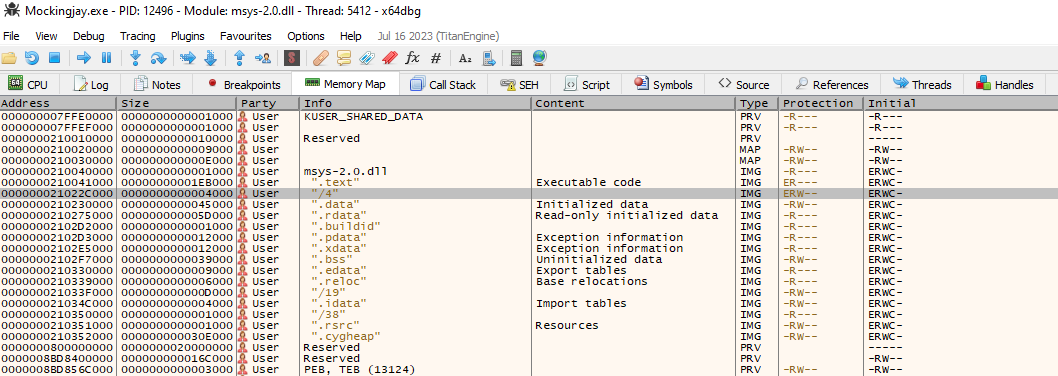 Mockingjay.exe - PID: 12496 - Module: msys-2.0.dll - Thread: 5412 - x64dbg
File View Debug Tracing Plugins Favourites Options Help Jul 16 2023 (TitanEngine)
CPU Log Notes Breakpoints Memory Map Call Stack SEH Script Symbols Source References Threads Handles
Address Size Party Info Content Type Protection Initial
000000007FFE0000 0000000000001000 User KUSER_SHARED_DATA PRV -R--- -R---
000000007FFEF000 0000000000001000 User PRV -R--- -R---
0000000210010000 0000000000010000 User Reserved PRV -----
0000000210020000 0000000000009000 User MAP -RW-- -RW--
0000000210030000 000000000000E000 User MAP -RW-- -RW--
0000000210040000 0000000000001000 User msys-2.0.dll IMG -R--- ERWC-
0000000210041000 00000000001EB000 User ".text" Executable code IMG ER--- ERWC-
000000021022C000 0000000000004000 User "/4" IMG ERW-- ERWC-
0000000210230000 0000000000045000 User ".data" Initialized data IMG -RW-- ERWC-
0000000210275000 000000000005D000 User ".rdata" Read-only initialized data IMG -R--- ERWC-
00000002102D2000 0000000000001000 User ".buildid" IMG -R--- ERWC-
00000002102D3000 0000000000012000 User ".pdata" Exception information IMG -R--- ERWC-
00000002102E5000 0000000000012000 User ".xdata" Exception information IMG -R--- ERWC-
00000002102F7000 0000000000039000 User ".bss" Uninitialized data IMG -RW-- ERWC-
0000000210330000 0000000000009000 User ".edata" Export tables IMG -R--- ERWC-
0000000210339000 0000000000006000 User ".reloc" Base relocations IMG -R--- ERWC-
000000021033F000 000000000000D000 User "/19" IMG -RW-- ERWC-
000000021034C000 0000000000004000 User ".idata" Import tables IMG -RW-- ERWC-
0000000210350000 0000000000001000 User "/38" IMG -R--- ERWC-
0000000210351000 0000000000001000 User ".rsrc" Resources IMG -RW-- ERWC-
0000000210352000 000000000030E000 User ".cygheap" IMG -RW-- ERWC-
0000000800000000 0000000020000000 User Reserved PRV -----
0000008BD8400000 000000000016C000 User Reserved PRV -RW--
0000008BD856C000 0000000000003000 User PEB, TEB (13124) PRV -RW-- -RW--